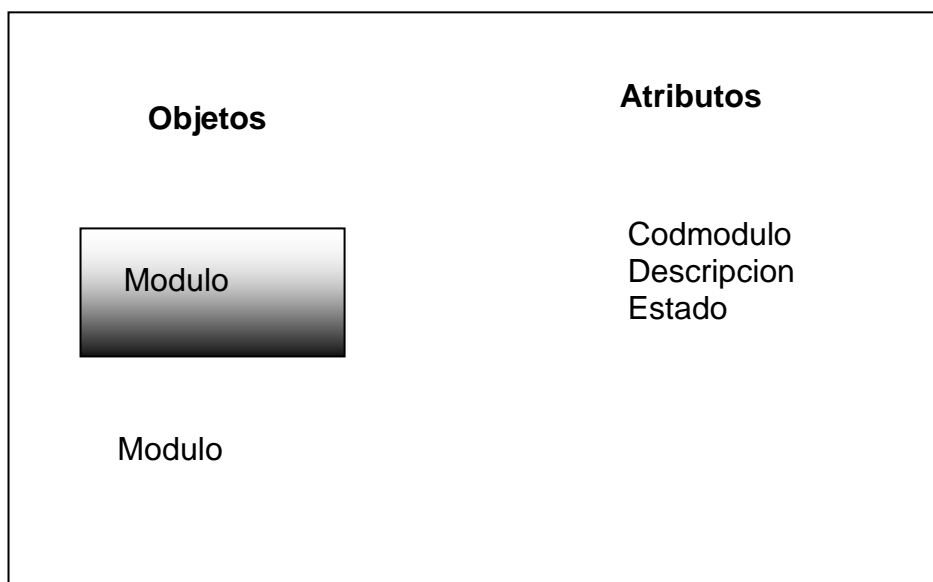 Objetos
Atributos
Modulo
Codmodulo
Descripcion
Estado
Modulo